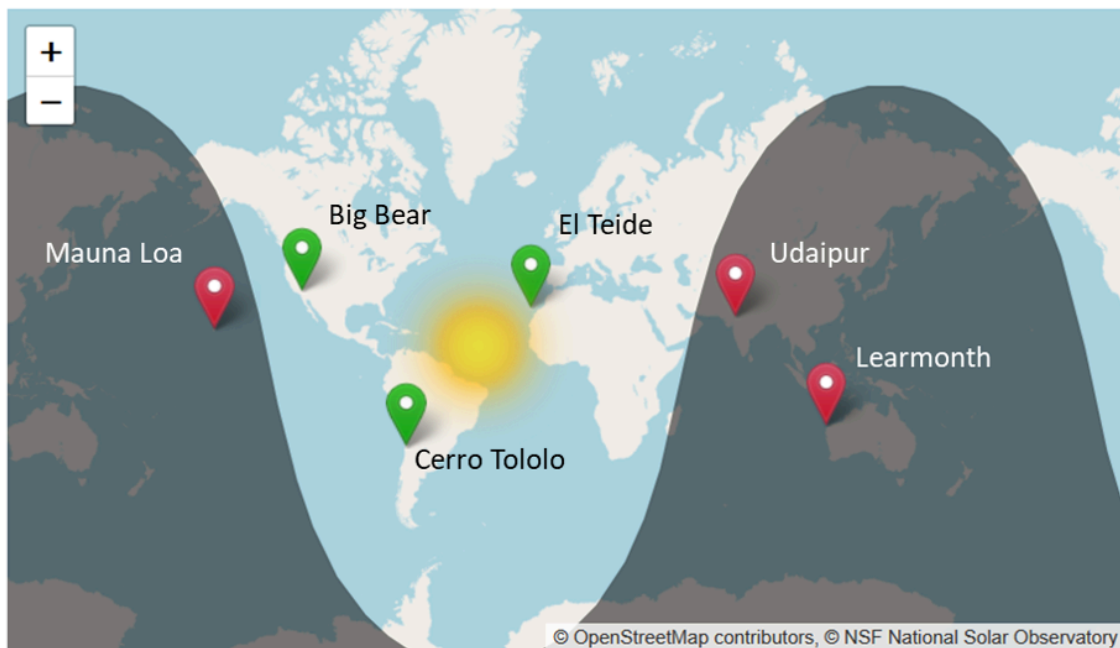 +
−
Big Bear
El Teide
Mauna Loa
Udaipur
Learmonth
Cerro Tololo
© OpenStreetMap contributors, © NSF National Solar Observatory